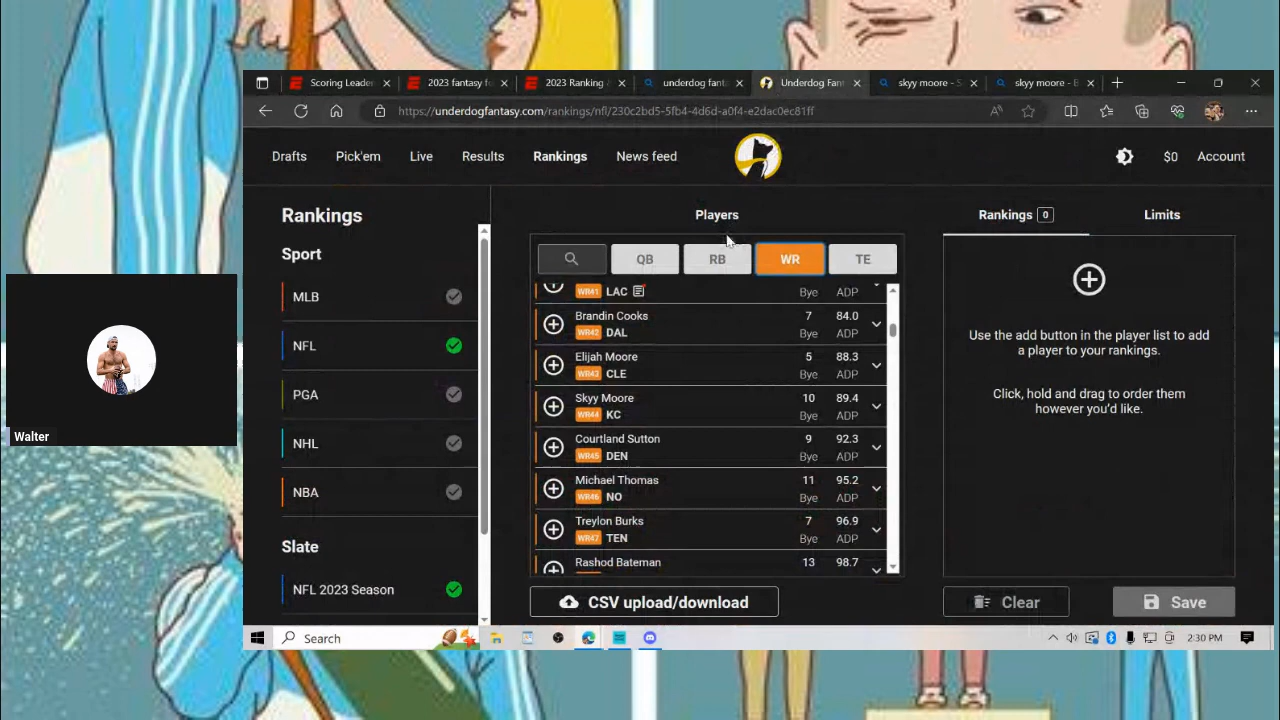 Scoring Leade
2023 fantasy fo
2023 Ranking
underdog fant
Underdog Fan
skyy moore - S
skyy moore - B
https://underdogfantasy.com/rankings/nfl/230c2bd5-5fb4-4d6d-a0f4-e2dac0ec81ff
Drafts Pick'em Live Results Rankings News feed $0 Account
Rankings
Sport
MLB
NFL
PGA
NHL
NBA
Slate
NFL 2023 Season
Players
QB RB WR TE
WR41 LAC Bye ADP
Brandin Cooks 7 84.0
WR42 DAL Bye ADP
Elijah Moore 5 88.3
WR43 CLE Bye ADP
Skyy Moore 10 89.4
WR44 KC Bye ADP
Courtland Sutton 9 92.3
WR45 DEN Bye ADP
Michael Thomas 11 95.2
WR46 NO Bye ADP
Treylon Burks 7 96.9
WR47 TEN Bye ADP
Rashod Bateman 13 98.7
CSV upload/download
Rankings 0 Limits
Use the add button in the player list to add
a player to your rankings.
Click, hold and drag to order them
however you'd like.
Clear Save
Walter
Search
2:30 PM